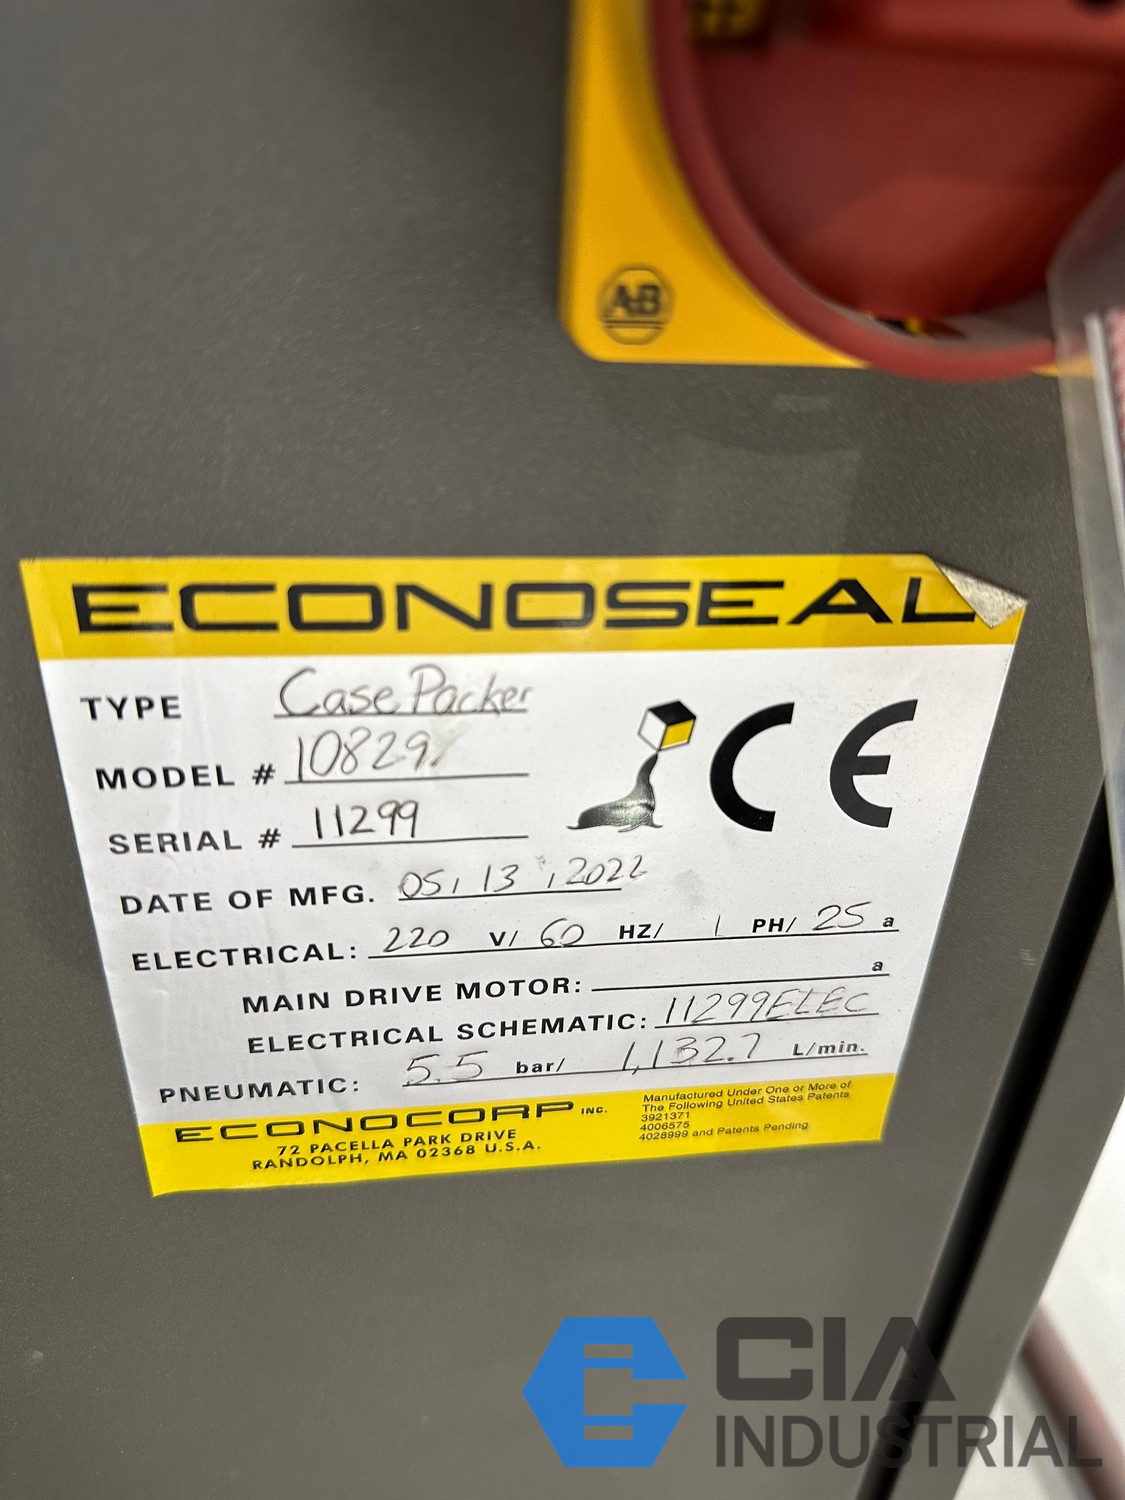 A-B
ECONOSEAL
TYPE Case Packer
MODEL # 10829
SERIAL # 11299
CE
DATE OF MFG. 05, 13, 2022
ELECTRICAL: 220 V/ 60 HZ/ 1 PH/ 25 a
MAIN DRIVE MOTOR: a
ELECTRICAL SCHEMATIC: 11299ELEC
PNEUMATIC: 5.5 bar/ 1,132.7 L/min.
ECONOCORP INC.
72 PACELLA PARK DRIVE
RANDOLPH, MA 02368 U.S.A.
Manufactured Under One or More of
The Following United States Patents
3921371
4006575
4028999 and Patents Pending
CIA
INDUSTRIAL